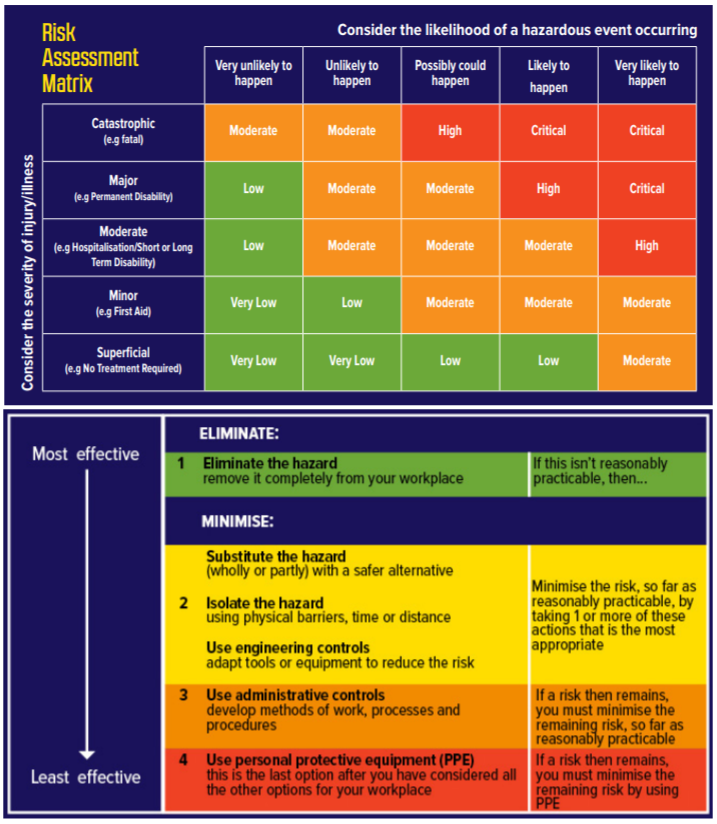 Risk
Assessment
Matrix
Consider the likelihood of a hazardous event occurring
Very unlikely to
happen
Unlikely to
happen
Possibly could
happen
Likely to
happen
Very likely to
happen
Consider the severity of injury/illness
Catastrophic
(e.g fatal)
Moderate
Moderate
High
Critical
Critical
Major
(e.g Permanent Disability)
Low
Moderate
Moderate
High
Critical
Moderate
(e.g Hospitalisation/Short or Long
Term Disability)
Low
Moderate
Moderate
Moderate
High
Minor
(e.g First Aid)
Very Low
Low
Moderate
Moderate
Moderate
Superficial
(e.g No Treatment Required)
Very Low
Very Low
Low
Low
Moderate
Most effective
Least effective
ELIMINATE:
1 Eliminate the hazard
remove it completely from your workplace
If this isn't reasonably
practicable, then...
MINIMISE:
Substitute the hazard
(wholly or partly) with a safer alternative
2 Isolate the hazard
using physical barriers, time or distance
Use engineering controls
adapt tools or equipment to reduce the risk
Minimise the risk, so far as
reasonably practicable, by
taking 1 or more of these
actions that is the most
appropriate
3 Use administrative controls
develop methods of work, processes and
procedures
If a risk then remains,
you must minimise the
remaining risk, so far as
reasonably practicable
4 Use personal protective equipment (PPE)
this is the last option after you have considered all
the other options for your workplace
If a risk then remains,
you must minimise the
remaining risk by using
PPE